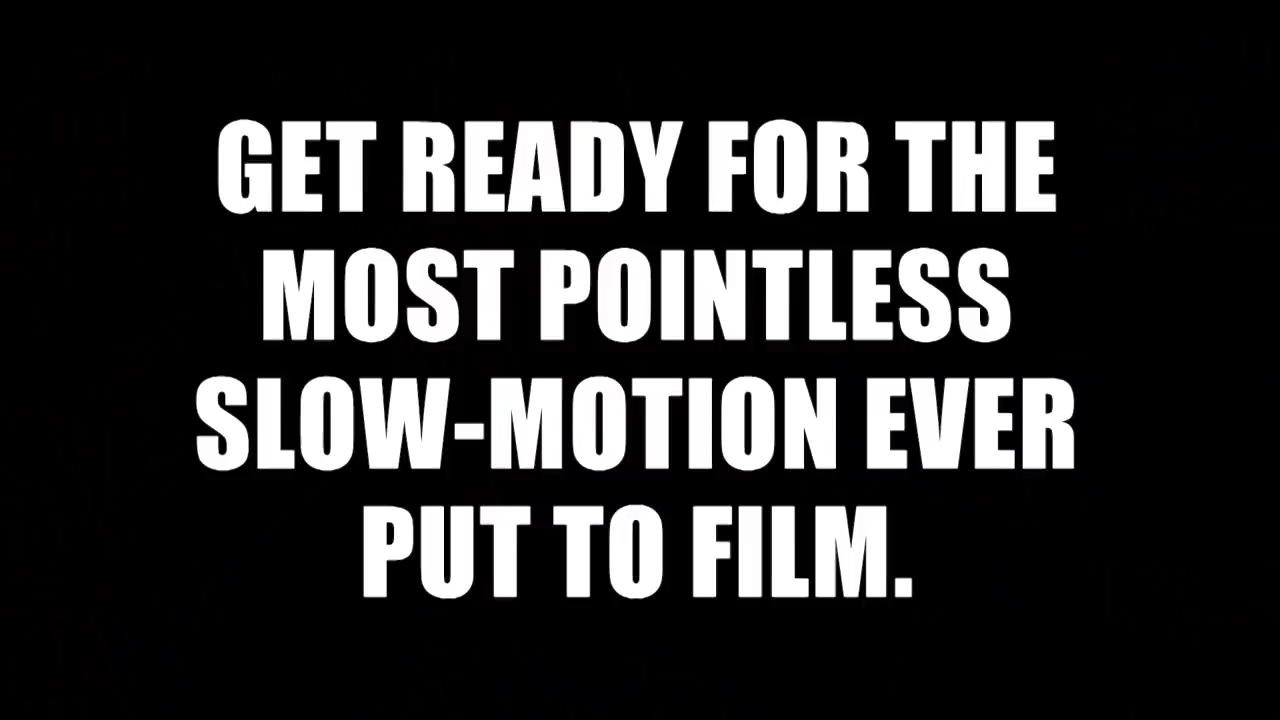 GET READY FOR THE
MOST POINTLESS
SLOW-MOTION EVER
PUT TO FILM.